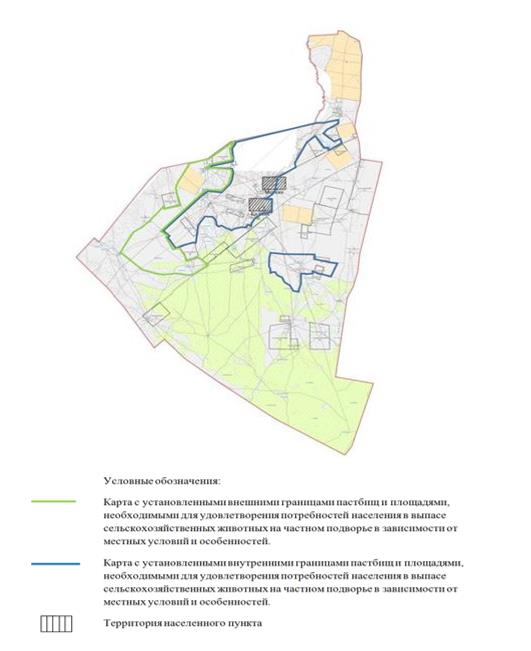 Условные обозначения:
Карта с установленными внешними границами пастбищ и площадями,
необходимыми для удовлетворения потребностей населения в выпасе
сельскохозяйственных животных на частном подворье в зависимости от
местных условий и особенностей.
Карта с установленными внутренними границами пастбищ и площадями,
необходимыми для удовлетворения потребностей населения в выпасе
сельскохозяйственных животных на частном подворье в зависимости от
местных условий и особенностей.
Территория населенного пункта